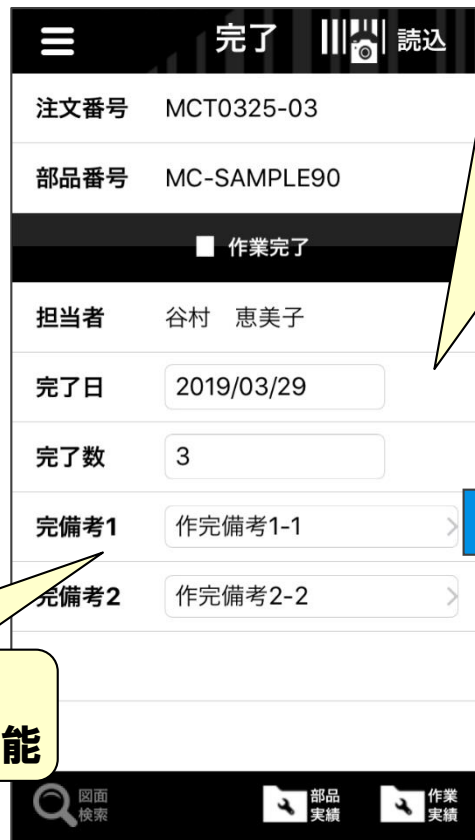 完了 読込
注文番号 MCT0325-03
部品番号 MC-SAMPLE90
■ 作業完了
担当者 谷村 恵美子
完了日 2019/03/29
完了数 3
完備考1 作完備考1-1
完備考2 作完備考2-2
能
図面
検索
部品
実績
作業
実績